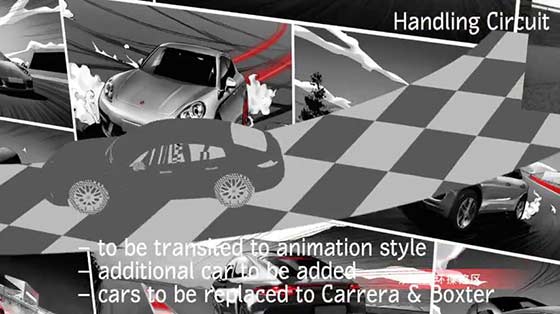 Handling Circuit
– to be transited to animation style
– additional car to be added
– cars to be replaced to Carrera & Boxter